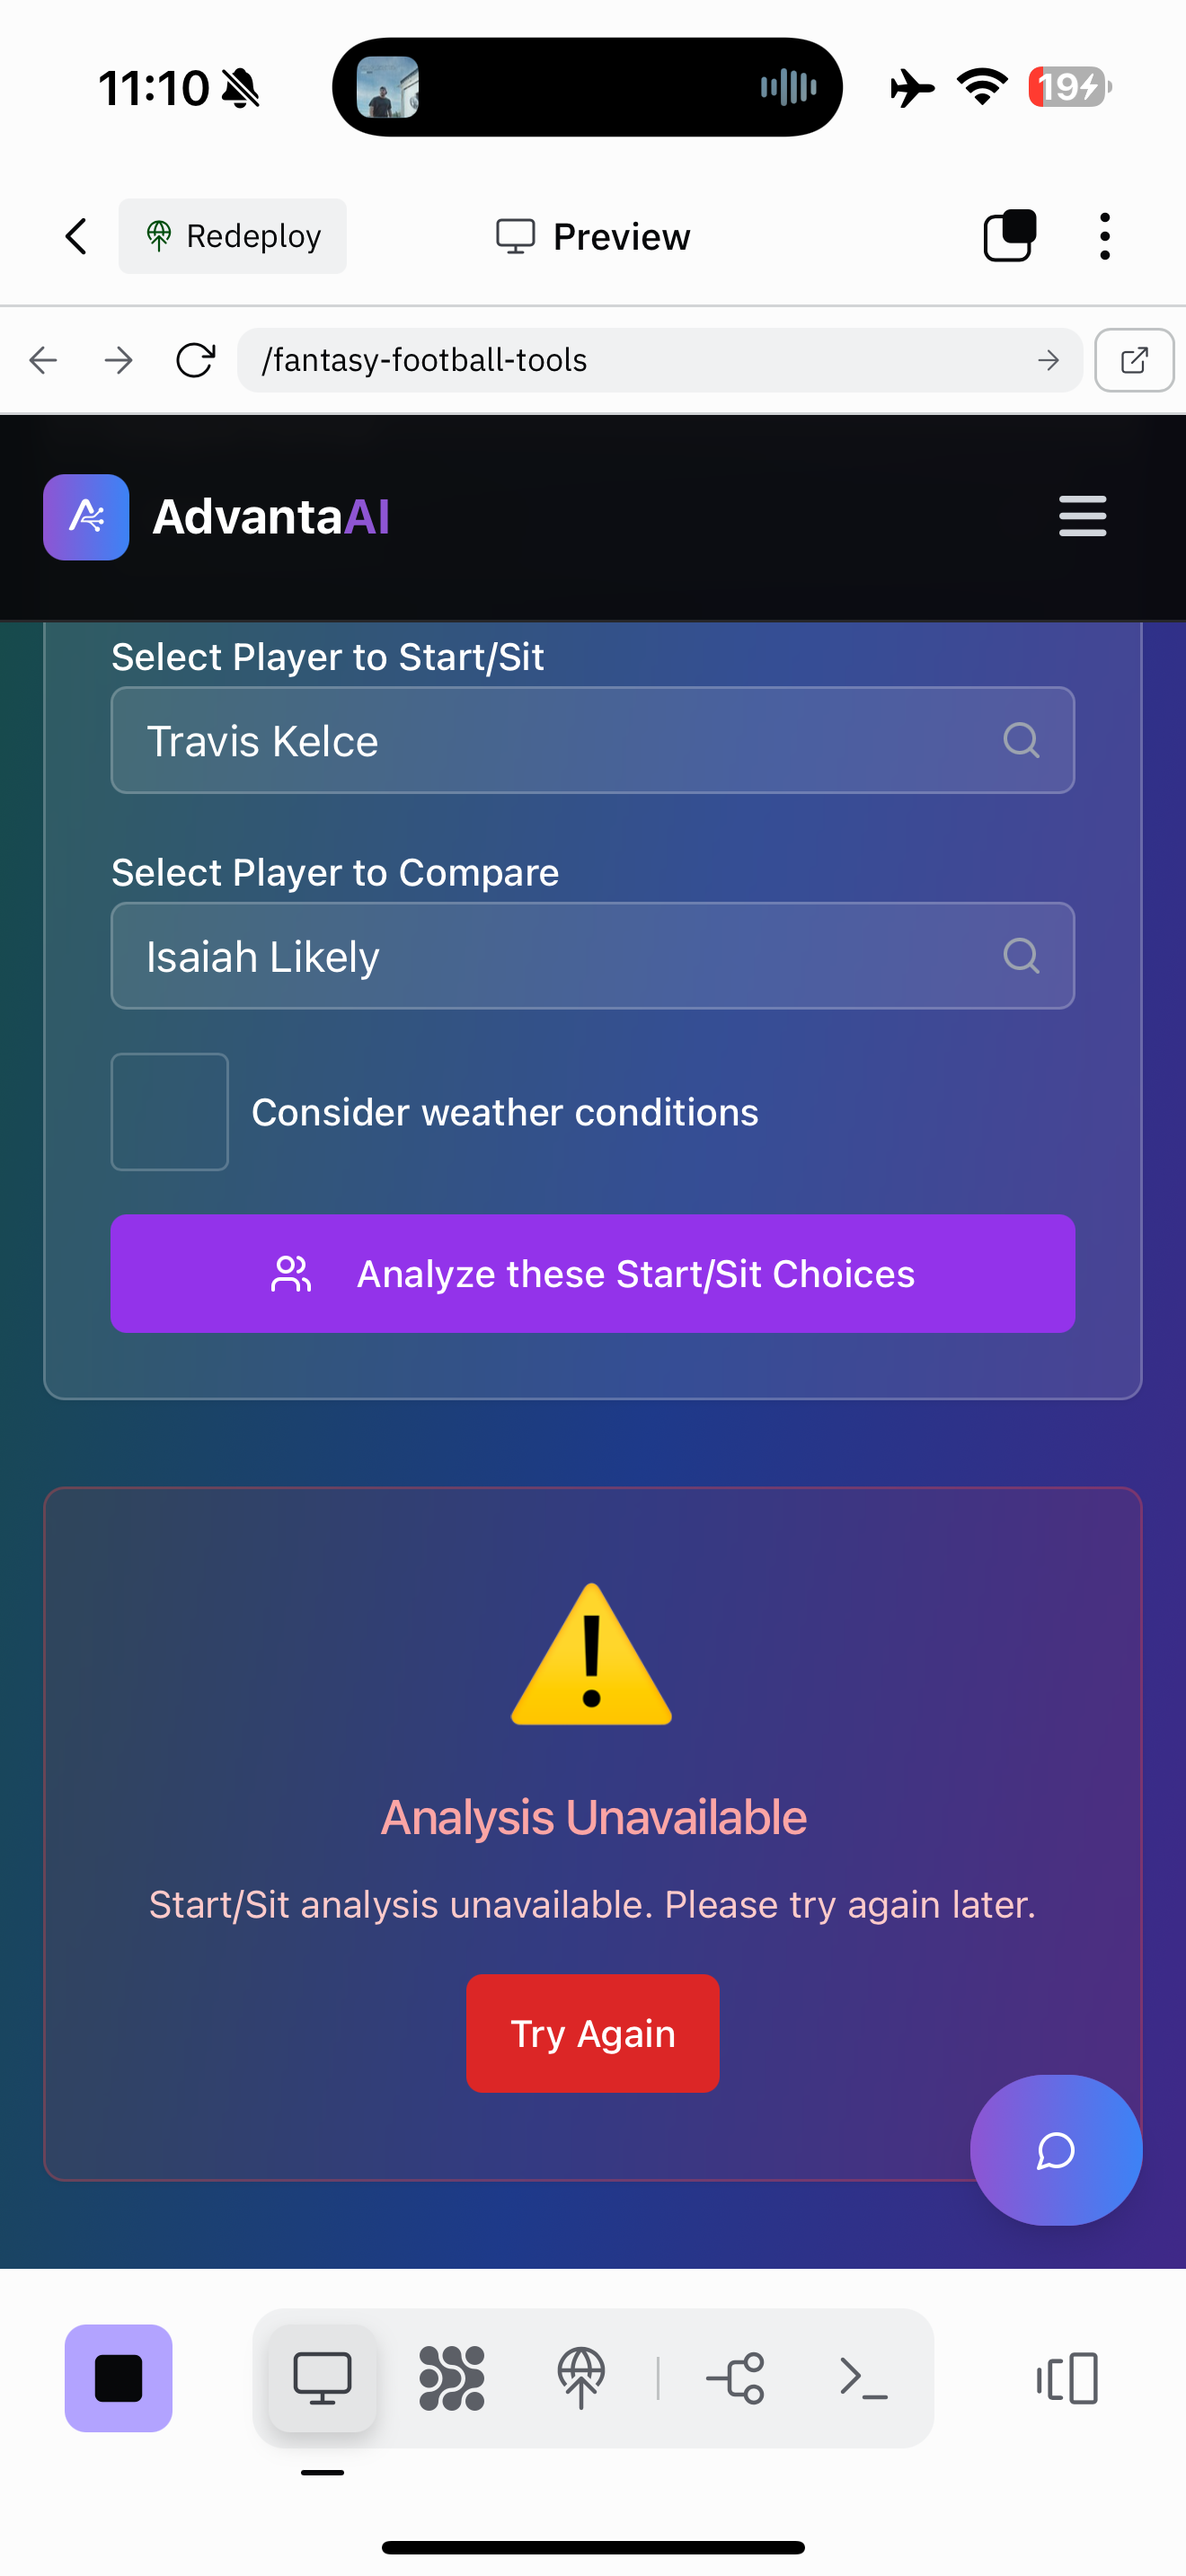 11:10
19
Redeploy
Preview
/fantasy-football-tools
AdvantaAI
Select Player to Start/Sit
Travis Kelce
Select Player to Compare
Isaiah Likely
Consider weather conditions
Analyze these Start/Sit Choices
Analysis Unavailable
Start/Sit analysis unavailable. Please try again later.
Try Again